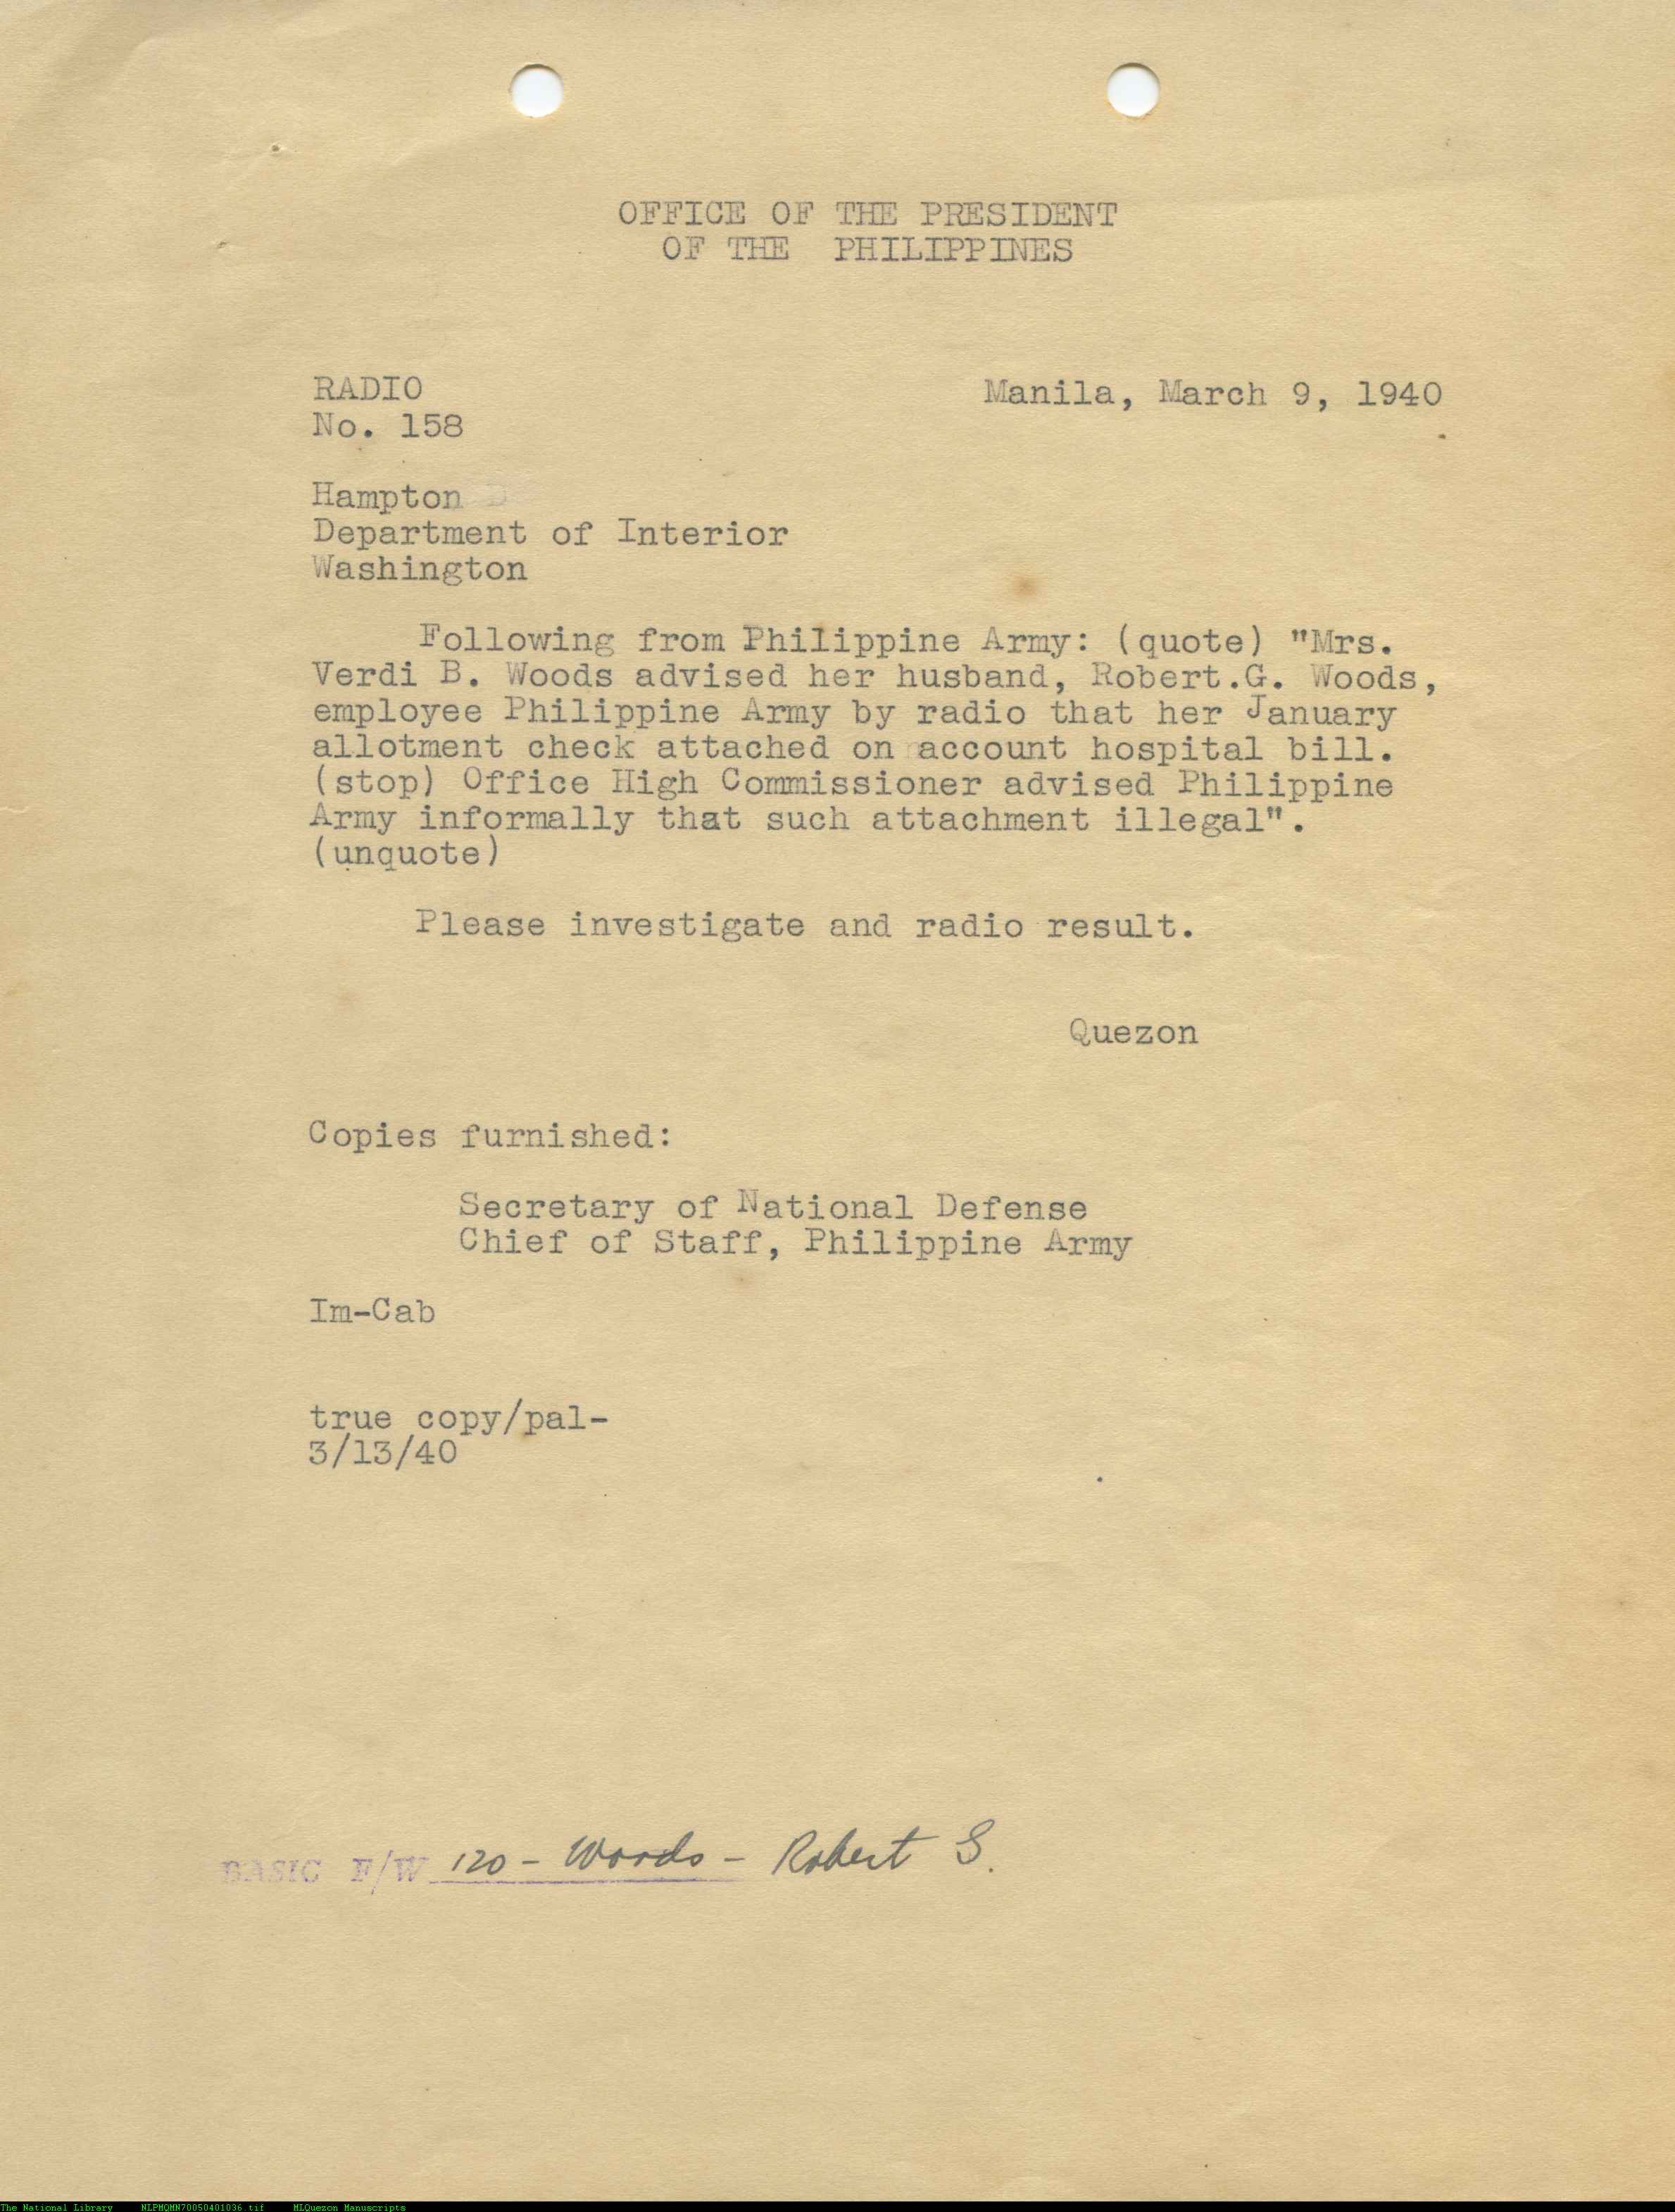 OFFICE OF THE PRESIDENT
OF THE PHILIPPINES
RADIO
No. 158
Manila, March 9, 1940
Hampton
Department of Interior
Washington
Following from Philippine Army: (quote) "Mrs.
Verdi B. Woods advised her husband, Robert.G. Woods,
employee Philippine Army by radio that her January
allotment check attached on account hospital bill.
(stop) Office High Commissioner advised Philippine
Army informally that such attachment illegal".
(unquote)
Please investigate and radio result.
Quezon
Copies furnished:
Secretary of National Defense
Chief of Staff, Philippine Army
Im-Cab
true copy/pal-
3/13/40
BASIC F/W 120 - Woods - Robert G.
The National Library NLPMQMN70050401036.tif MLQuezon Manuscripts